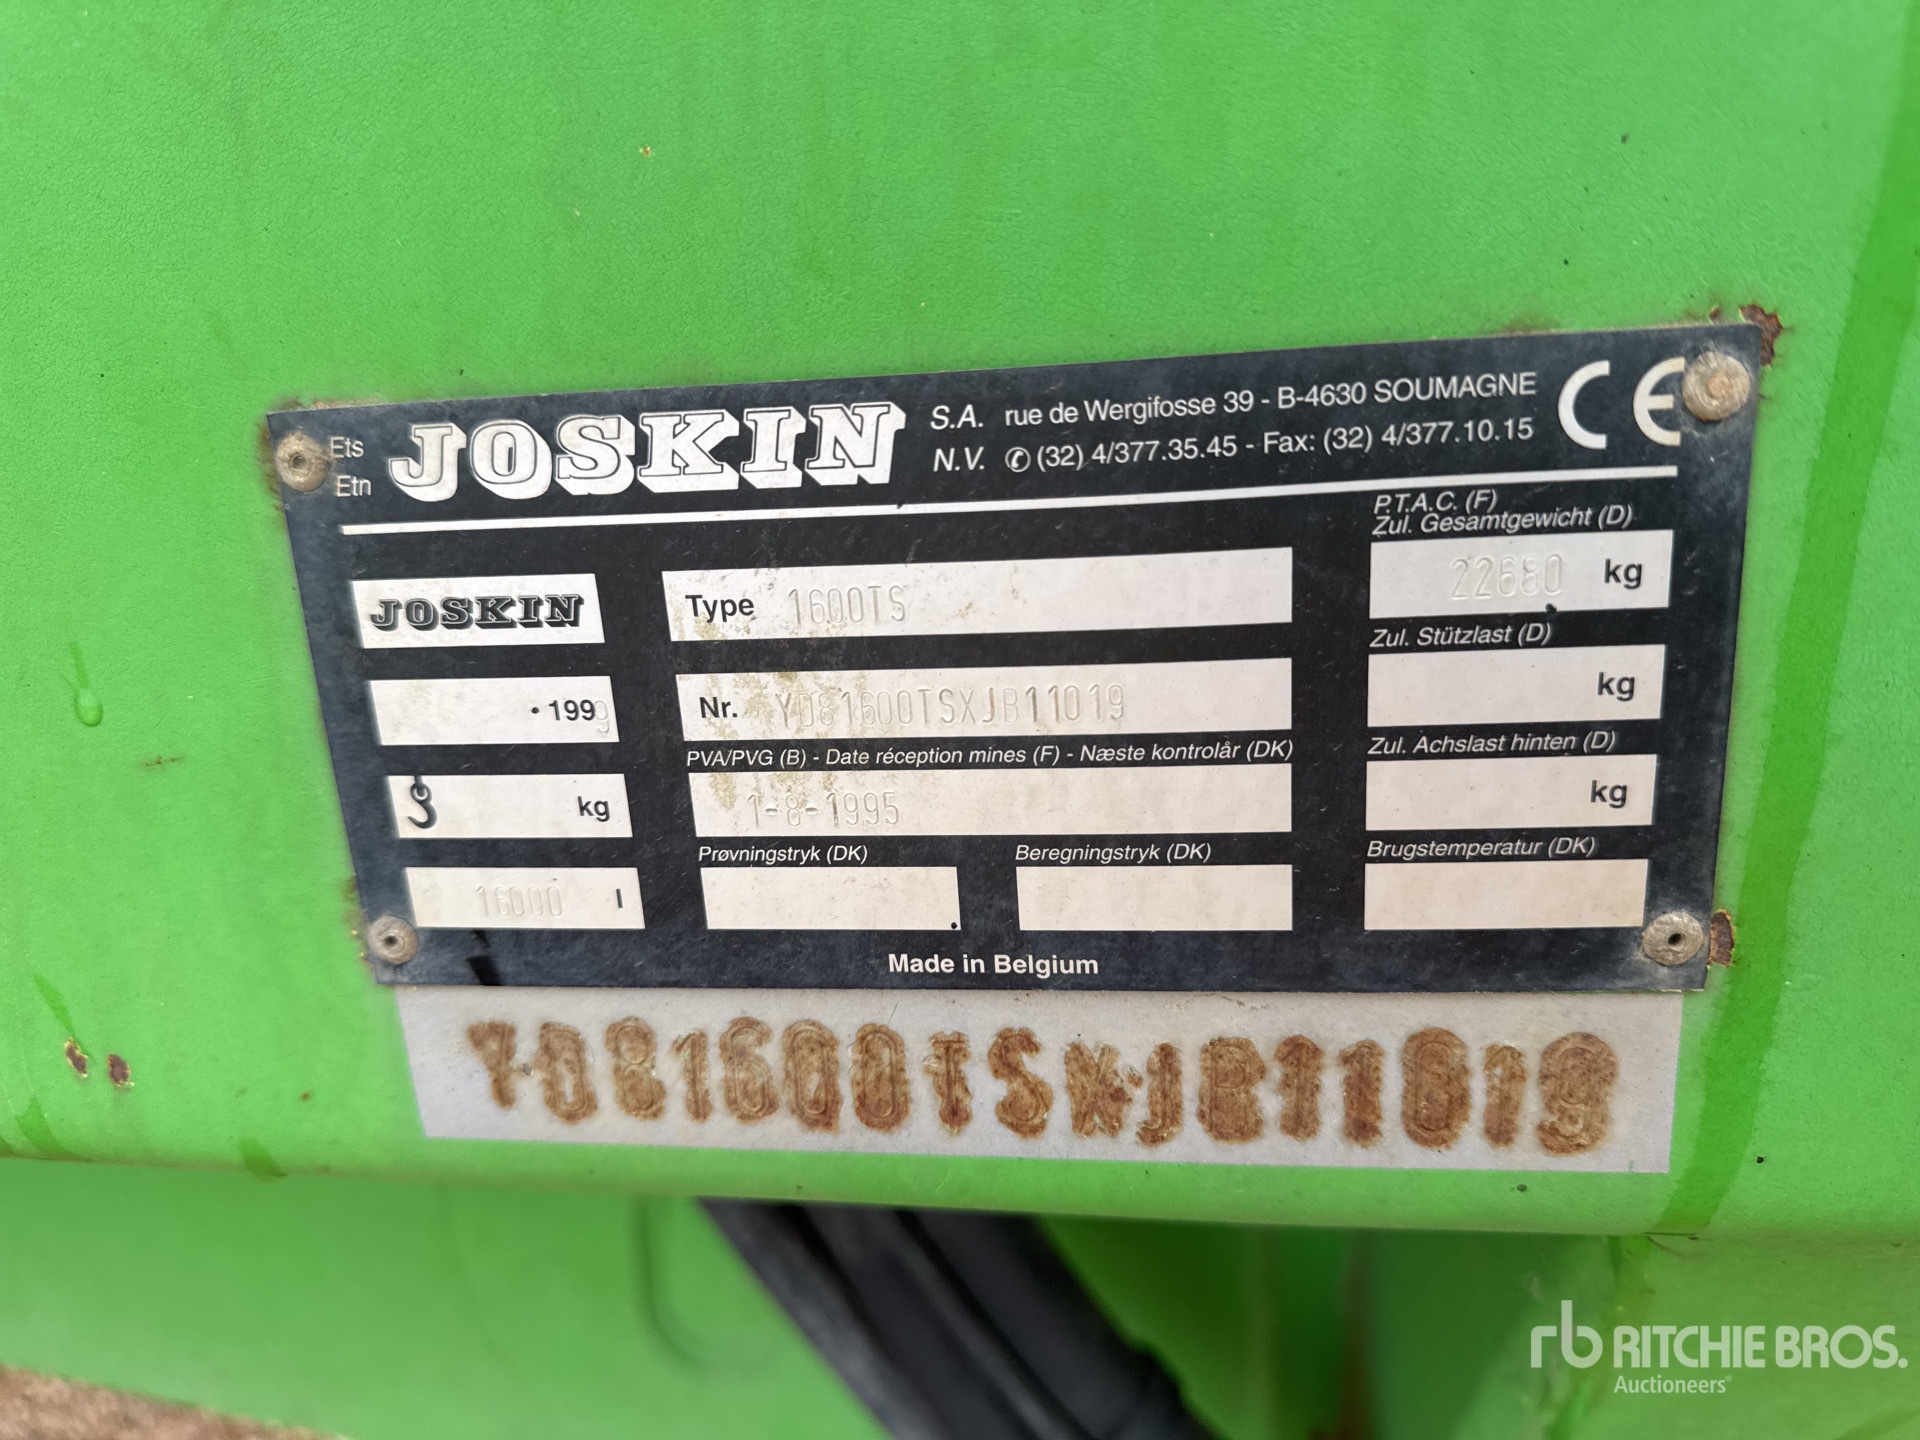 Ets
Etn
JOSKIN
S.A. rue de Wergifosse 39 - B-4630 SOUMAGNE
N.V. ✆ (32) 4/377.35.45 - Fax: (32) 4/377.10.15
CE
P.T.A.C. (F)
Zul. Gesamtgewicht (D)
22680 kg
JOSKIN
Type 1600TS
Zul. Stützlast (D)
kg
• 1999
Nr. YD81600TSXJB11019
PVA/PVG (B) - Date réception mines (F) - Næste kontrolår (DK)
1-8-1995
Zul. Achslast hinten (D)
kg
kg
16000 l
Prøvningstryk (DK)
Beregningstryk (DK)
Brugstemperatur (DK)
Made in Belgium
YD81600TSXJB11019
rb RITCHIE BROS.
Auctioneers